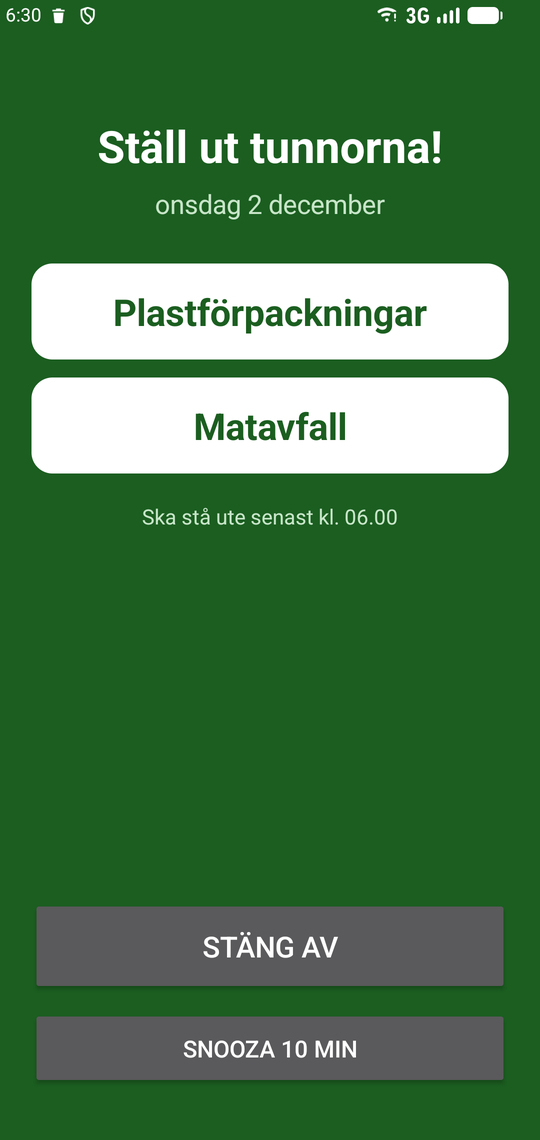 6:30 3G
Ställ ut tunnorna!
onsdag 2 december
Plastförpackningar
Matavfall
Ska stå ute senast kl. 06.00
STÄNG AV
SNOOZA 10 MIN